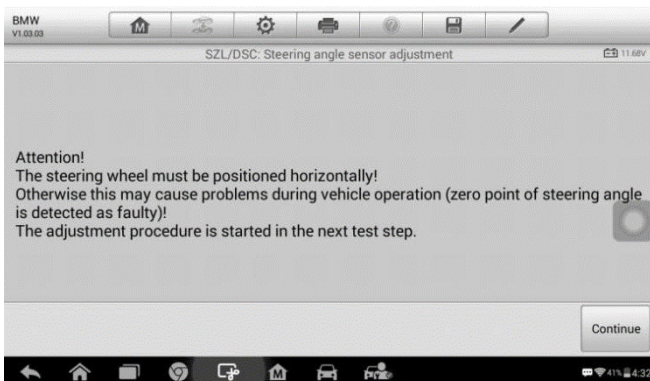 BMW
V1.03.03
SZL/DSC: Steering angle sensor adjustment
11.68V
Attention!
The steering wheel must be positioned horizontally!
Otherwise this may cause problems during vehicle operation (zero point of steering angle
is detected as faulty)!
The adjustment procedure is started in the next test step.
Continue
41% 4:32